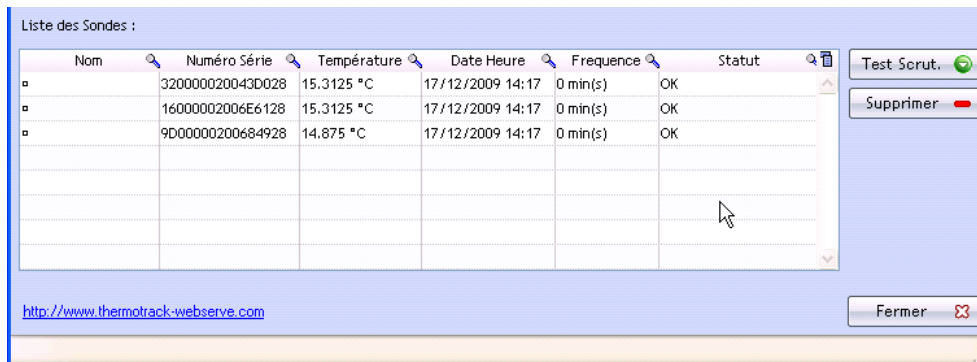 Liste des Sondes :
Nom Numéro Série Température Date Heure Frequence Statut
320000020043D028 15.3125 °C 17/12/2009 14:17 0 min(s) OK
16000002006E6128 15.3125 °C 17/12/2009 14:17 0 min(s) OK
9D00000200684928 14.875 °C 17/12/2009 14:17 0 min(s) OK
Test Scrut.
Supprimer
http://www.thermotrack-webserve.com
Fermer